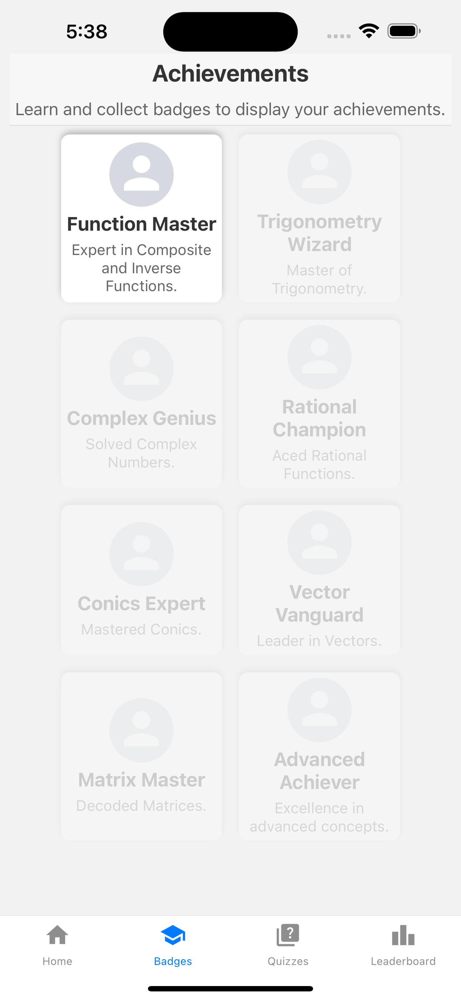 5:38
Achievements
Learn and collect badges to display your achievements.
Function Master
Expert in Composite
and Inverse
Functions.
Trigonometry
Wizard
Master of
Trigonometry.
Complex Genius
Solved Complex
Numbers.
Rational
Champion
Aced Rational
Functions.
Conics Expert
Mastered Conics.
Vector
Vanguard
Leader in Vectors.
Matrix Master
Decoded Matrices.
Advanced
Achiever
Excellence in
advanced concepts.
?
Home
Badges
Quizzes
Leaderboard